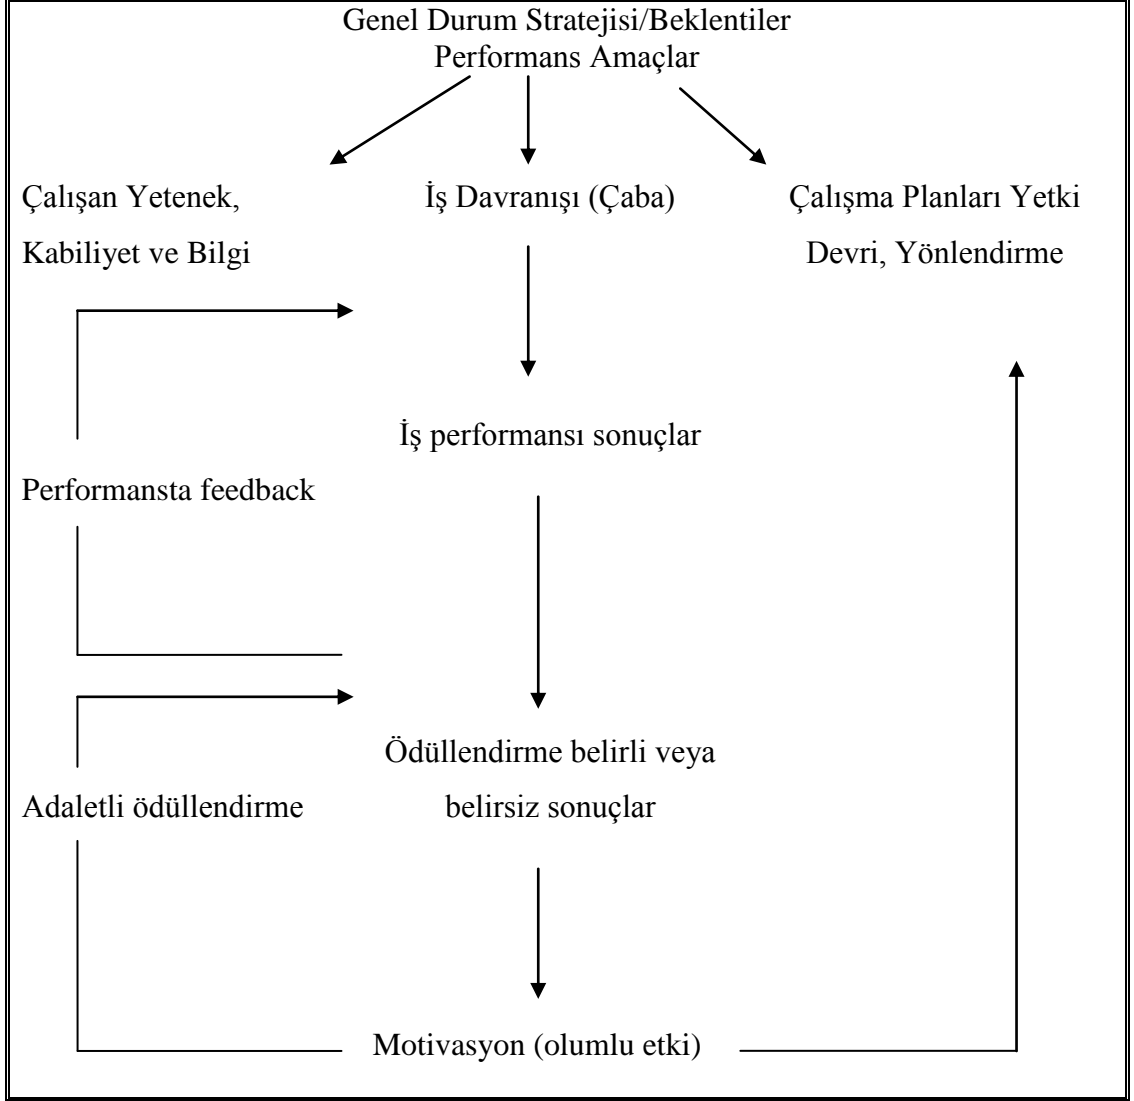 Genel Durum Stratejisi/Beklentiler
Performans Amaçlar
Çalışan Yetenek,
Kabiliyet ve Bilgi
İş Davranışı (Çaba)
Çalışma Planları Yetki
Devri, Yönlendirme
İş performansı sonuçlar
Performansta feedback
Ödüllendirme belirli veya
belirsiz sonuçlar
Adaletli ödüllendirme
Motivasyon (olumlu etki)